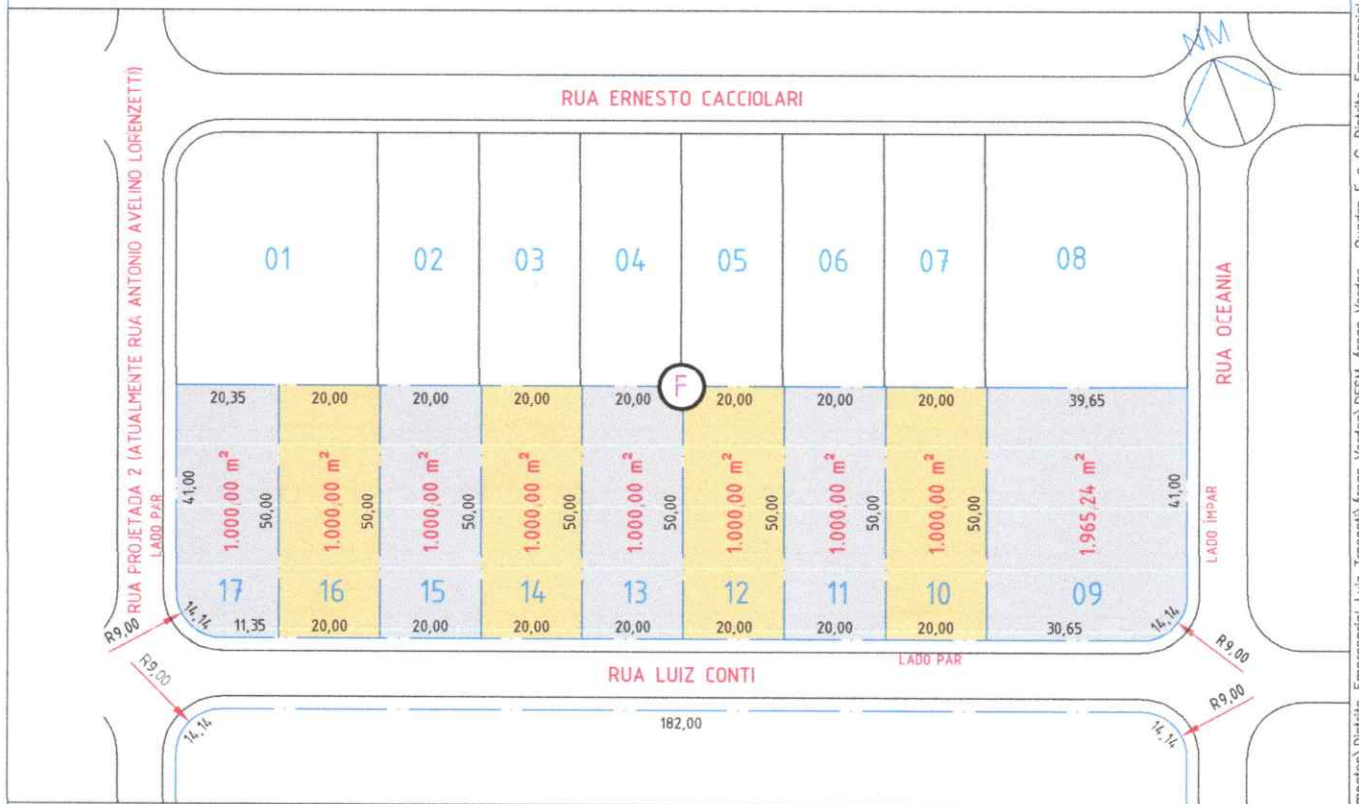 NM
RUA ERNESTO CACCIOLARI
RUA PROJETADA 2 (ATUALMENTE RUA ANTONIO AVELINO LORENZETTI)
LADO PAR
01 02 03 04 05 06 07 08
RUA OCEANIA
LADO ÍMPAR
F
20,35 20,00 20,00 20,00 20,00 20,00 20,00 20,00 39,65
41,00 50,00 50,00 50,00 50,00 50,00 50,00 50,00 50,00 41,00
1.000,00 m² 1.000,00 m² 1.000,00 m² 1.000,00 m² 1.000,00 m² 1.000,00 m² 1.000,00 m² 1.000,00 m² 1.965,24 m²
17 16 15 14 13 12 11 10 09
14,14 11,35 20,00 20,00 20,00 20,00 20,00 20,00 20,00 30,65 14,14
R9,00 R9,00
LADO PAR
RUA LUIZ CONTI
R9,00 R9,00
14,14 182,00 14,14L
Distrito Empresarial Luiz Trecenti